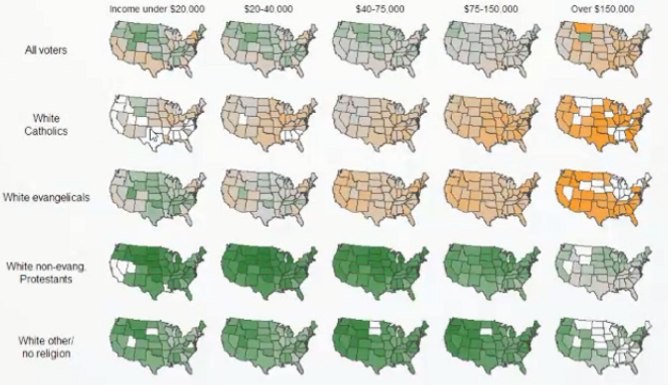 Income under $20,000
$20-40,000
$40-75,000
$75-150,000
Over $150,000
All voters
White
Catholics
White evangelicals
White non-evang.
Protestants
White other/
no religion